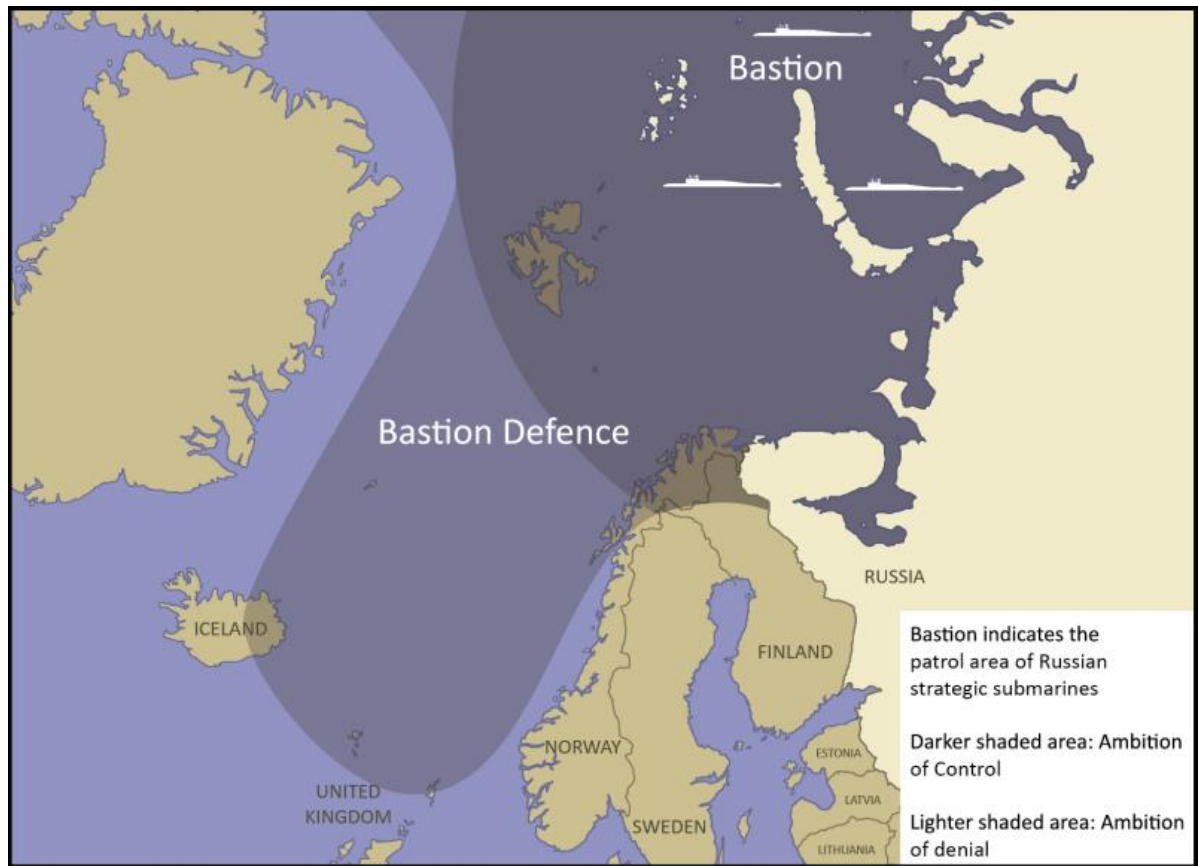 Bastion
Bastion Defence
ICELAND
RUSSIA
FINLAND
NORWAY
SWEDEN
UNITED
KINGDOM
ESTONIA
LATVIA
LITHUANIA
Bastion indicates the
patrol area of Russian
strategic submarines
Darker shaded area: Ambition
of Control
Lighter shaded area: Ambition
of denial